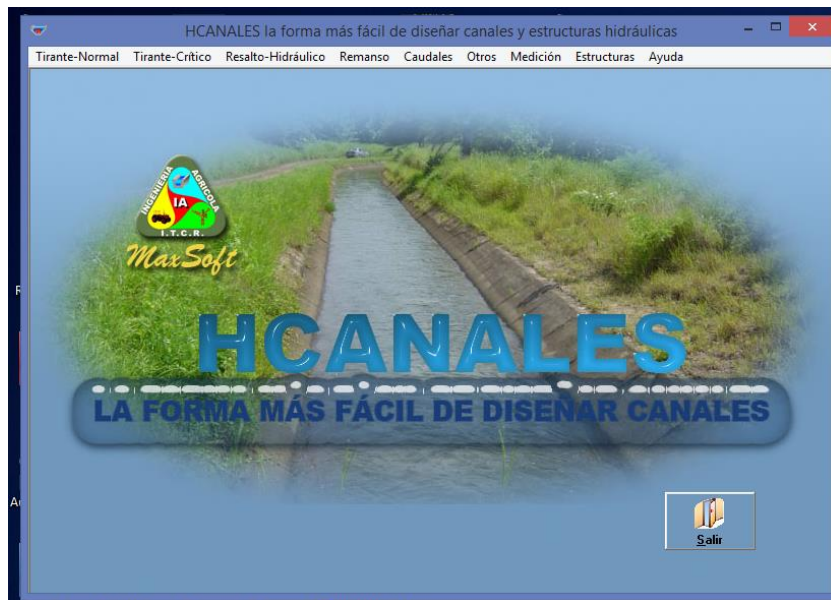 HCANALES la forma más fácil de diseñar canales y estructuras hidráulicas
Tirante-Normal Tirante-Crítico Resalto-Hidráulico Remanso Caudales Otros Medición Estructuras Ayuda
INGENIERIA AGRICOLA
IA
I.T.C.R.
MaxSoft
HCANALES
LA FORMA MÁS FÁCIL DE DISEÑAR CANALES
Salir